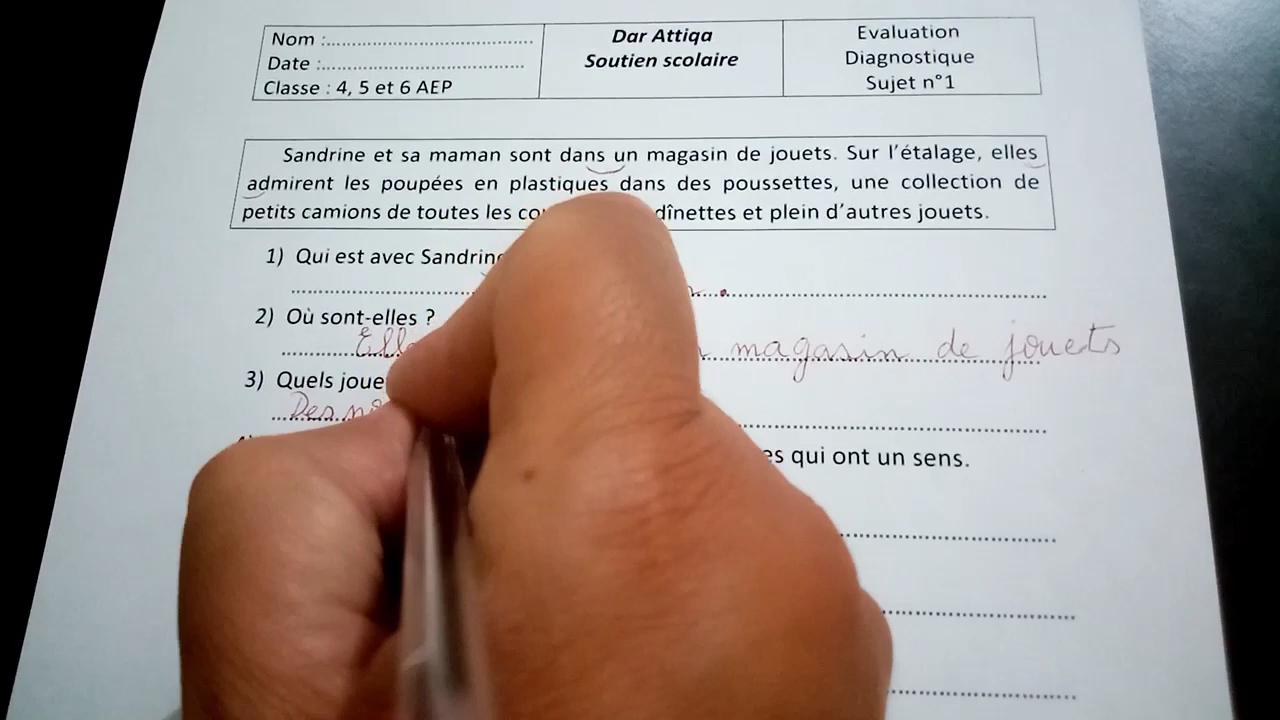 Nom :..............................
Date :..............................
Classe : 4, 5 et 6 AEP
Dar Attiqa
Soutien scolaire
Evaluation
Diagnostique
Sujet n°1
Sandrine et sa maman sont dans un magasin de jouets. Sur l'étalage, elles
admirent les poupées en plastiques dans des poussettes, une collection de
petits camions de toutes les dînettes et plein d'autres jouets.
1) Qui est avec
2) Où sont-elles ?
magasin de jouets
3) Quels
es qui ont un sens.